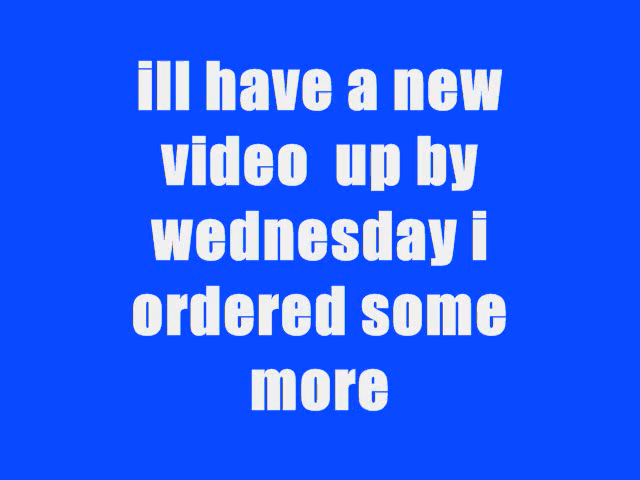 ill have a new
video  up by
wednesday i
ordered some
more